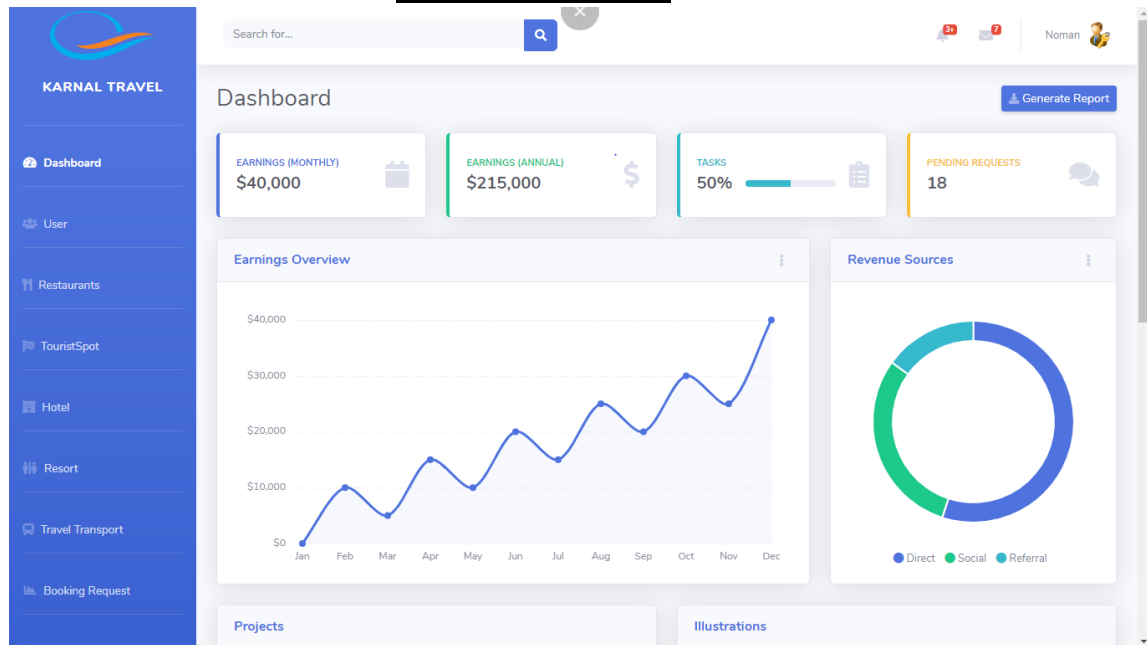 Search for...
3+
7
Noman
KARNAL TRAVEL
Dashboard
User
Restaurants
TouristSpot
Hotel
Resort
Travel Transport
Booking Request
Dashboard
Generate Report
EARNINGS (MONTHLY)
$40,000
EARNINGS (ANNUAL)
$215,000
TASKS
50%
PENDING REQUESTS
18
Earnings Overview
$40,000
$30,000
$20,000
$10,000
$0
Jan Feb Mar Apr May Jun Jul Aug Sep Oct Nov Dec
Revenue Sources
Direct Social Referral
Projects
Illustrations